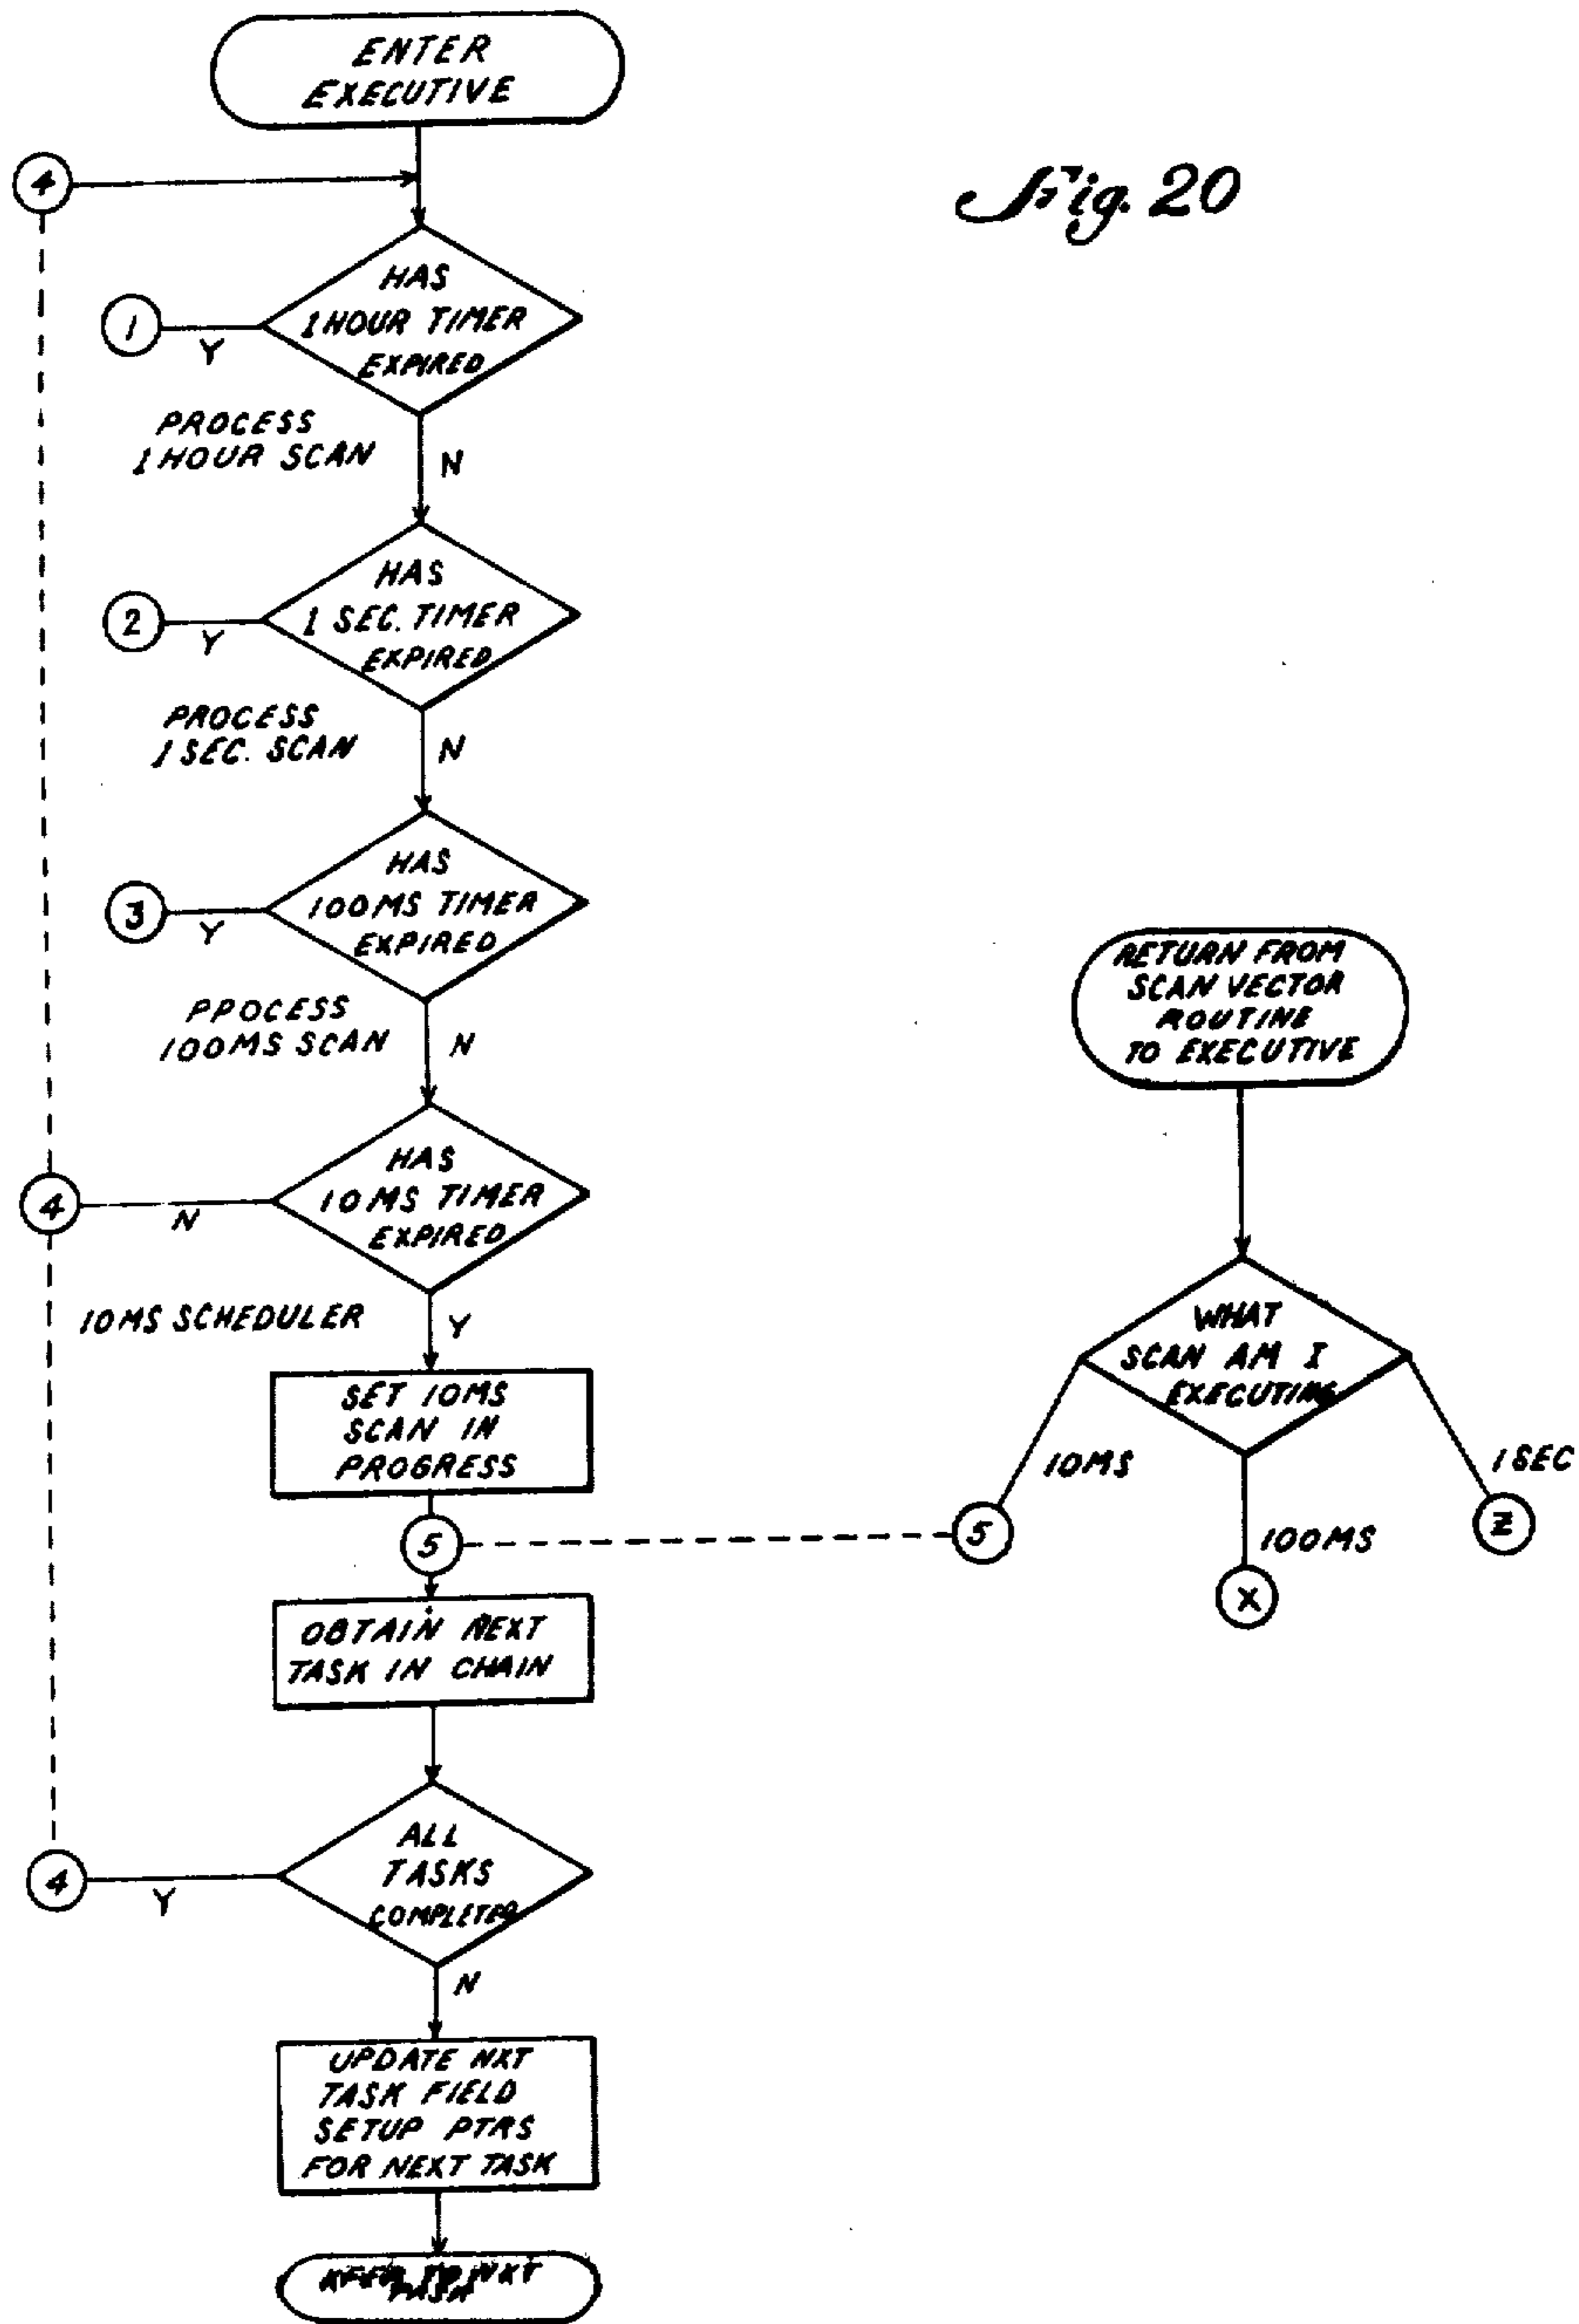 ENTER
EXECUTIVE
Fig. 20
4
HAS
1 HOUR TIMER
EXPIRED
1
Y
PROCESS
1 HOUR SCAN
N
HAS
1 SEC. TIMER
EXPIRED
2
Y
PROCESS
1 SEC. SCAN
N
HAS
100MS TIMER
EXPIRED
3
Y
PPOCESS
100MS SCAN
N
HAS
10MS TIMER
EXPIRED
4
N
10MS SCHEDULER
Y
SET 10MS
SCAN IN
PROGRESS
5
OBTAIN NEXT
TASK IN CHAIN
ALL
TASKS
COMPLETED
4
Y
N
UPDATE NXT
TASK FIELD
SETUP PTRS
FOR NEXT TASK
NXT
TASK
RETURN FROM
SCAN VECTOR
ROUTINE
TO EXECUTIVE
WHAT
SCAN AM I
EXECUTING
10MS
5
100MS
X
1 SEC
Z